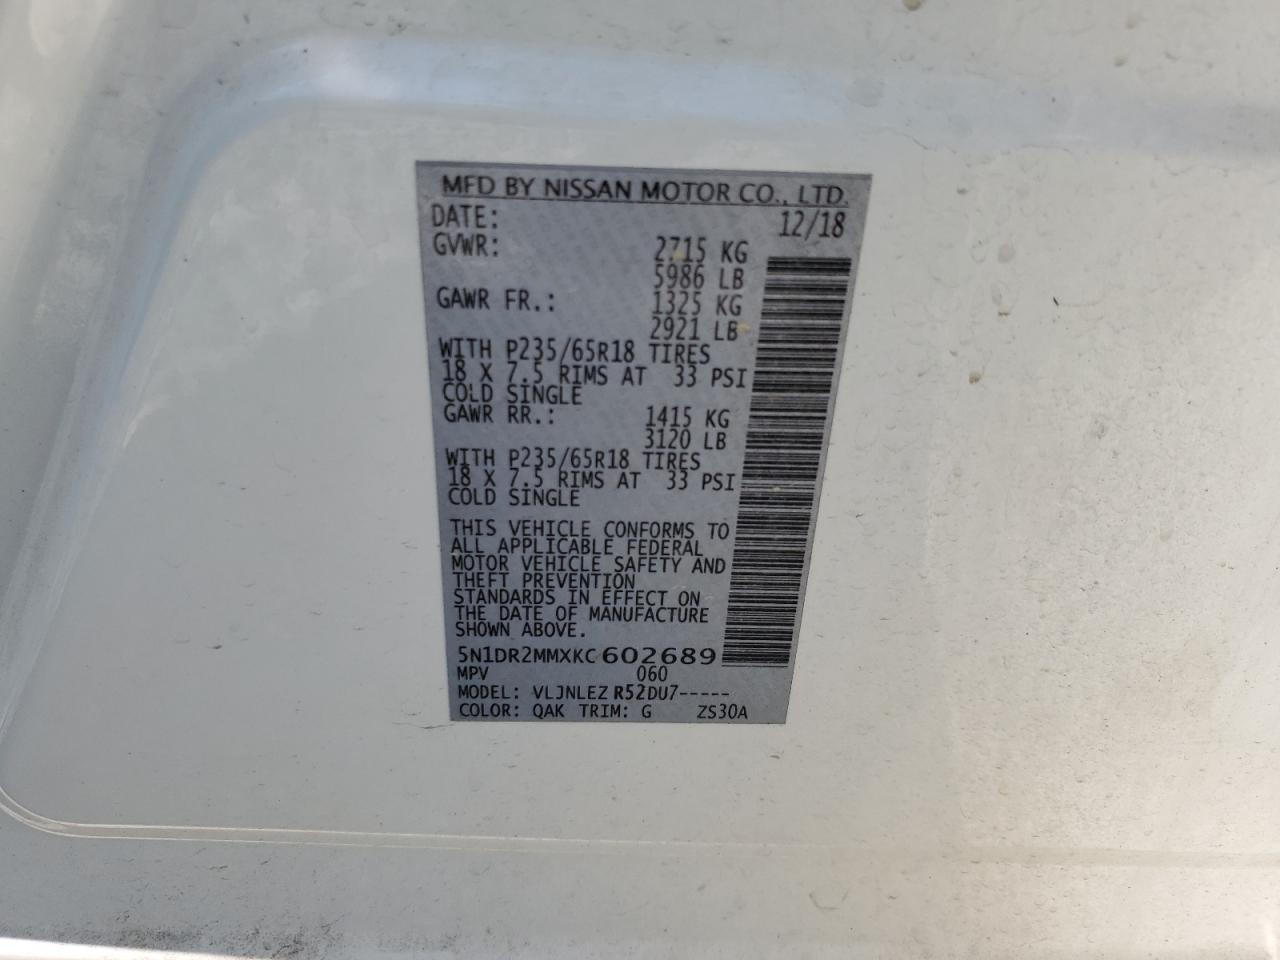 MFD BY NISSAN MOTOR CO., LTD.
DATE: 12/18
GVWR: 2715 KG
5986 LB
GAWR FR.: 1325 KG
2921 LB
WITH P235/65R18 TIRES
18 X 7.5 RIMS AT 33 PSI
COLD SINGLE
GAWR RR.: 1415 KG
3120 LB
WITH P235/65R18 TIRES
18 X 7.5 RIMS AT 33 PSI
COLD SINGLE
THIS VEHICLE CONFORMS TO
ALL APPLICABLE FEDERAL
MOTOR VEHICLE SAFETY AND
THEFT PREVENTION
STANDARDS IN EFFECT ON
THE DATE OF MANUFACTURE
SHOWN ABOVE.
5N1DR2MMXKC602689
MPV 060
MODEL: VLJNLEZ R52DU7-----
COLOR: QAK TRIM: G ZS30A